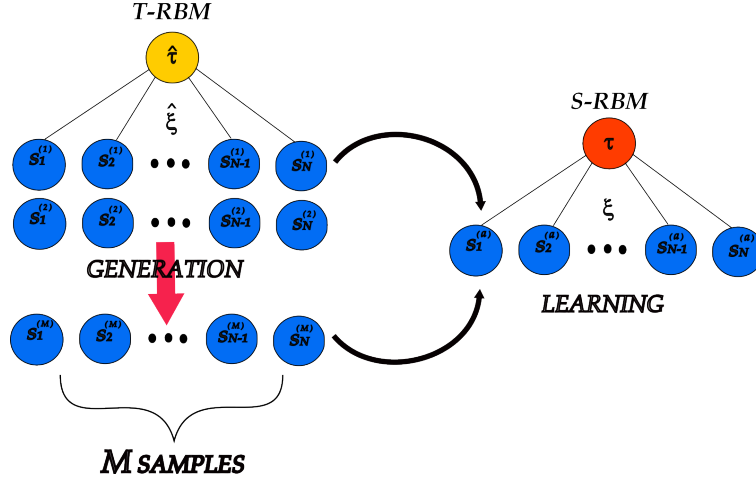 T-RBM
τ̂
ξ̂
S1(1) S2(1) ••• SN-1(1) SN(1)
S1(2) S2(2) ••• SN-1(2) SN(2)
GENERATION
S1(M) S2(M) ••• SN-1(M) SN(M)
M SAMPLES
S-RBM
τ
ξ
S1(a) S2(a) ••• SN-1(a) SN(a)
LEARNING